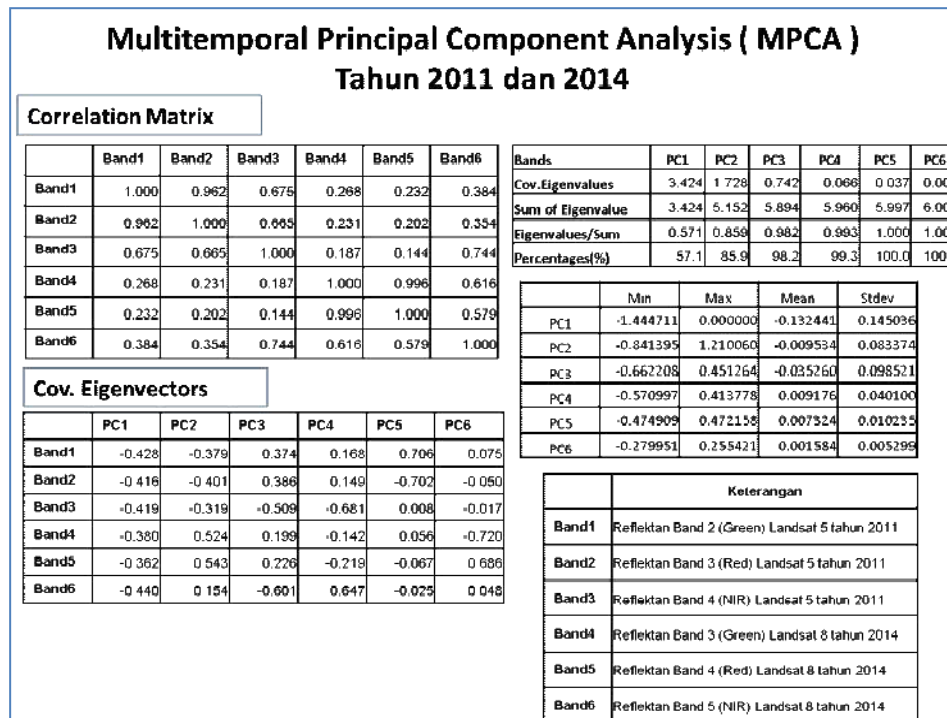 Multitemporal Principal Component Analysis ( MPCA )
Tahun 2011 dan 2014
Correlation Matrix
Band1 Band2 Band3 Band4 Band5 Band6
Band1 1.000 0.962 0.675 0.268 0.232 0.384
Band2 0.962 1.000 0.665 0.231 0.202 0.354
Band3 0.675 0.665 1.000 0.187 0.144 0.744
Band4 0.268 0.231 0.187 1.000 0.996 0.616
Band5 0.232 0.202 0.144 0.996 1.000 0.579
Band6 0.384 0.354 0.744 0.616 0.579 1.000
Bands PC1 PC2 PC3 PC4 PC5 PC6
Cov.Eigenvalues 3.424 1.728 0.742 0.066 0.037 0.00
Sum of Eigenvalue 3.424 5.152 5.894 5.960 5.997 6.00
Eigenvalues/Sum 0.571 0.859 0.982 0.993 1.000 1.00
Percentages(%) 57.1 85.9 98.2 99.3 100.0 100
Min Max Mean Stdev
PC1 -1.444711 0.000000 -0.132441 0.145036
PC2 -0.841395 1.210060 -0.009534 0.083374
PC3 -0.662208 0.451264 -0.035260 0.098521
PC4 -0.570997 0.413778 0.009176 0.040100
PC5 -0.474909 0.472158 0.007324 0.010235
PC6 -0.279951 0.255421 0.001584 0.005299
Cov. Eigenvectors
PC1 PC2 PC3 PC4 PC5 PC6
Band1 -0.428 -0.379 0.374 0.168 0.706 0.075
Band2 -0.416 -0.401 0.386 0.149 -0.702 -0.050
Band3 -0.419 -0.319 -0.509 -0.681 0.008 -0.017
Band4 -0.380 0.524 0.199 -0.142 0.056 -0.720
Band5 -0.362 0.543 0.226 -0.219 -0.067 0.686
Band6 -0.440 0.154 -0.601 0.647 -0.025 0.048
Keterangan
Band1 Reflektan Band 2 (Green) Landsat 5 tahun 2011
Band2 Reflektan Band 3 (Red) Landsat 5 tahun 2011
Band3 Reflektan Band 4 (NIR) Landsat 5 tahun 2011
Band4 Reflektan Band 3 (Green) Landsat 8 tahun 2014
Band5 Reflektan Band 4 (Red) Landsat 8 tahun 2014
Band6 Reflektan Band 5 (NIR) Landsat 8 tahun 2014